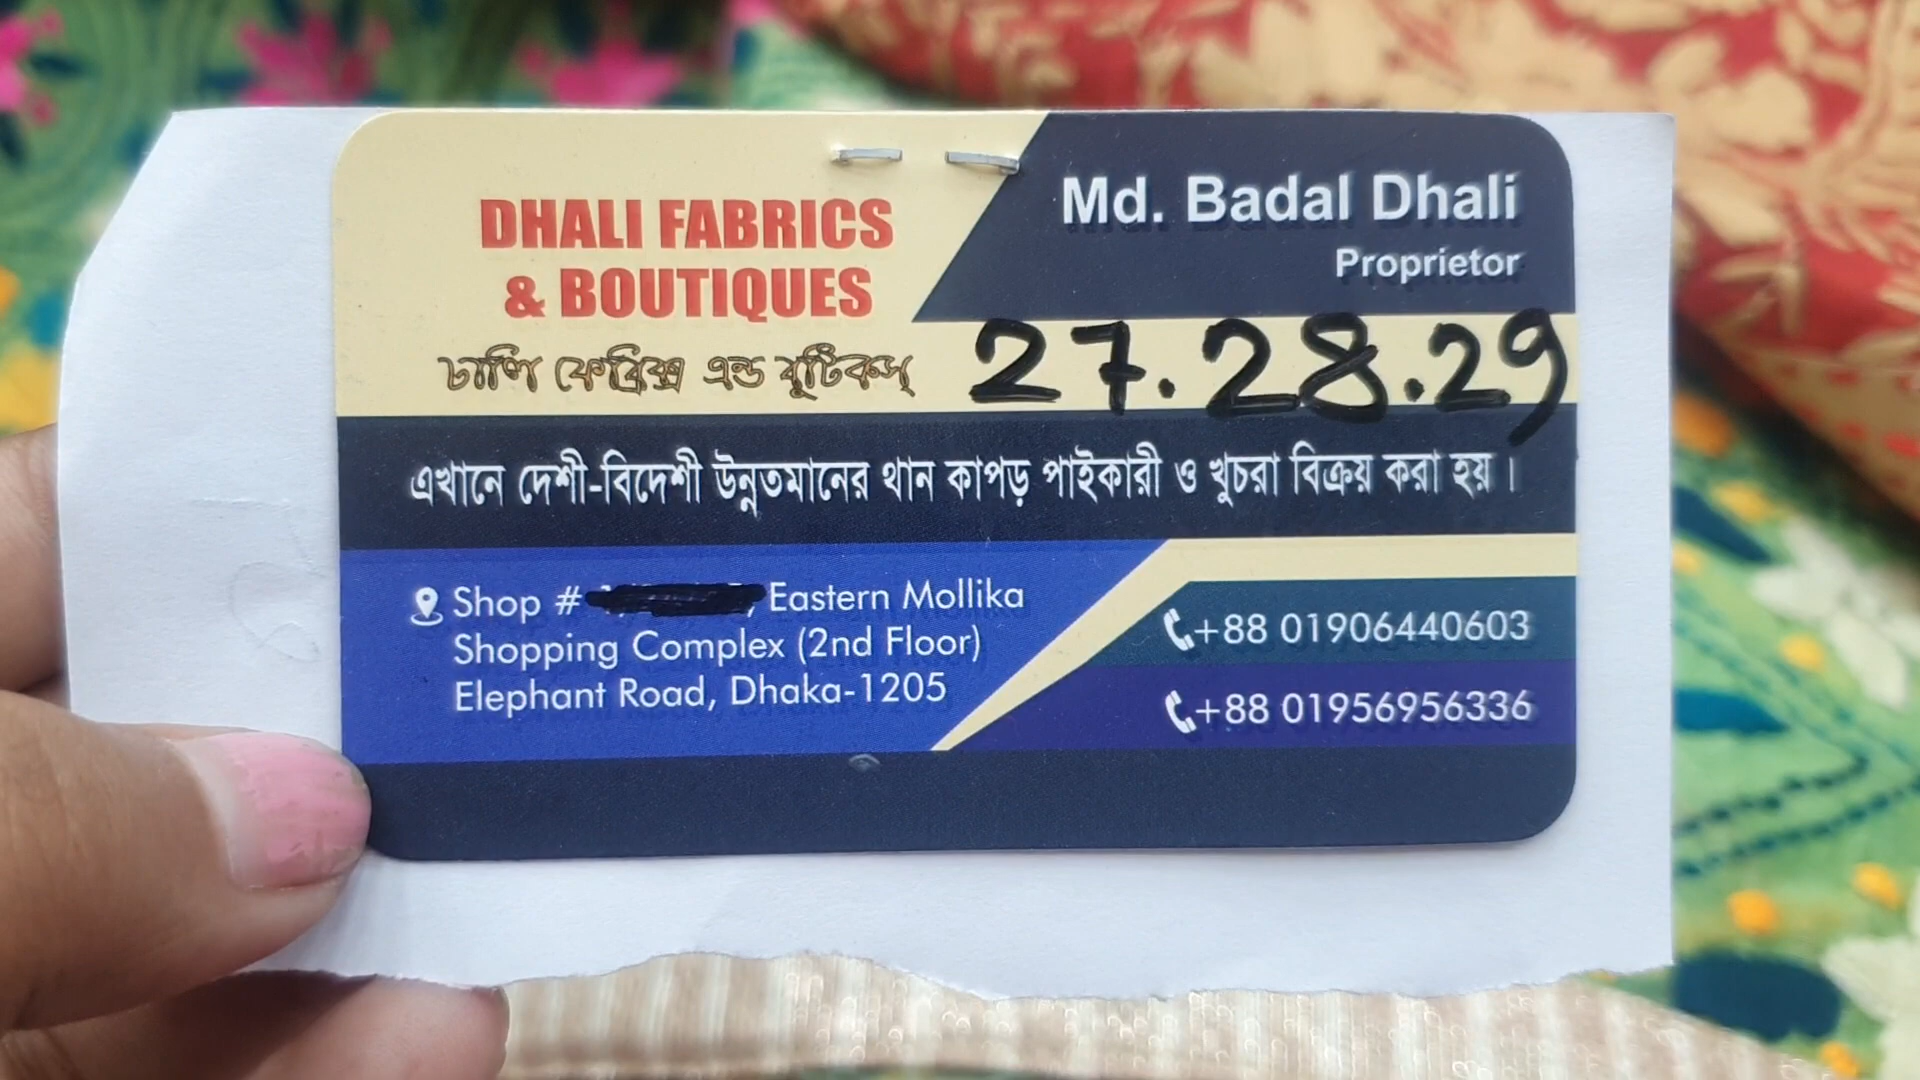 DHALI FABRICS
& BOUTIQUES
ঢালি ফেব্রিক্স এন্ড বুটিকস্
Md. Badal Dhali
Proprietor
27.28.29
এখানে দেশী-বিদেশী উন্নতমানের থান কাপড় পাইকারী ও খুচরা বিক্রয় করা হয়।
Shop # Eastern Mollika
Shopping Complex (2nd Floor)
Elephant Road, Dhaka-1205
+88 01906440603
+88 01956956336